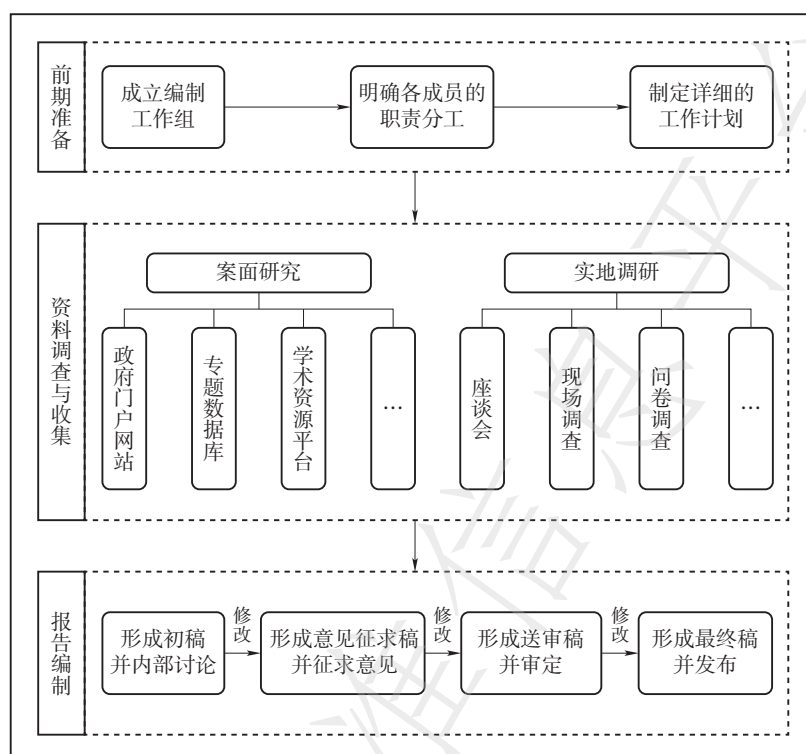 前期准备
成立编制
工作组
明确各成员的
职责分工
制定详细的
工作计划
资料调查与收集
案面研究
实地调研
政府门户网站
专题数据库
学术资源平台
…
座谈会
现场调查
问卷调查
…
报告编制
形成初稿
并内部讨论
修改
形成意见征求稿
并征求意见
修改
形成送审稿
并审定
修改
形成最终稿
并发布
准信息平